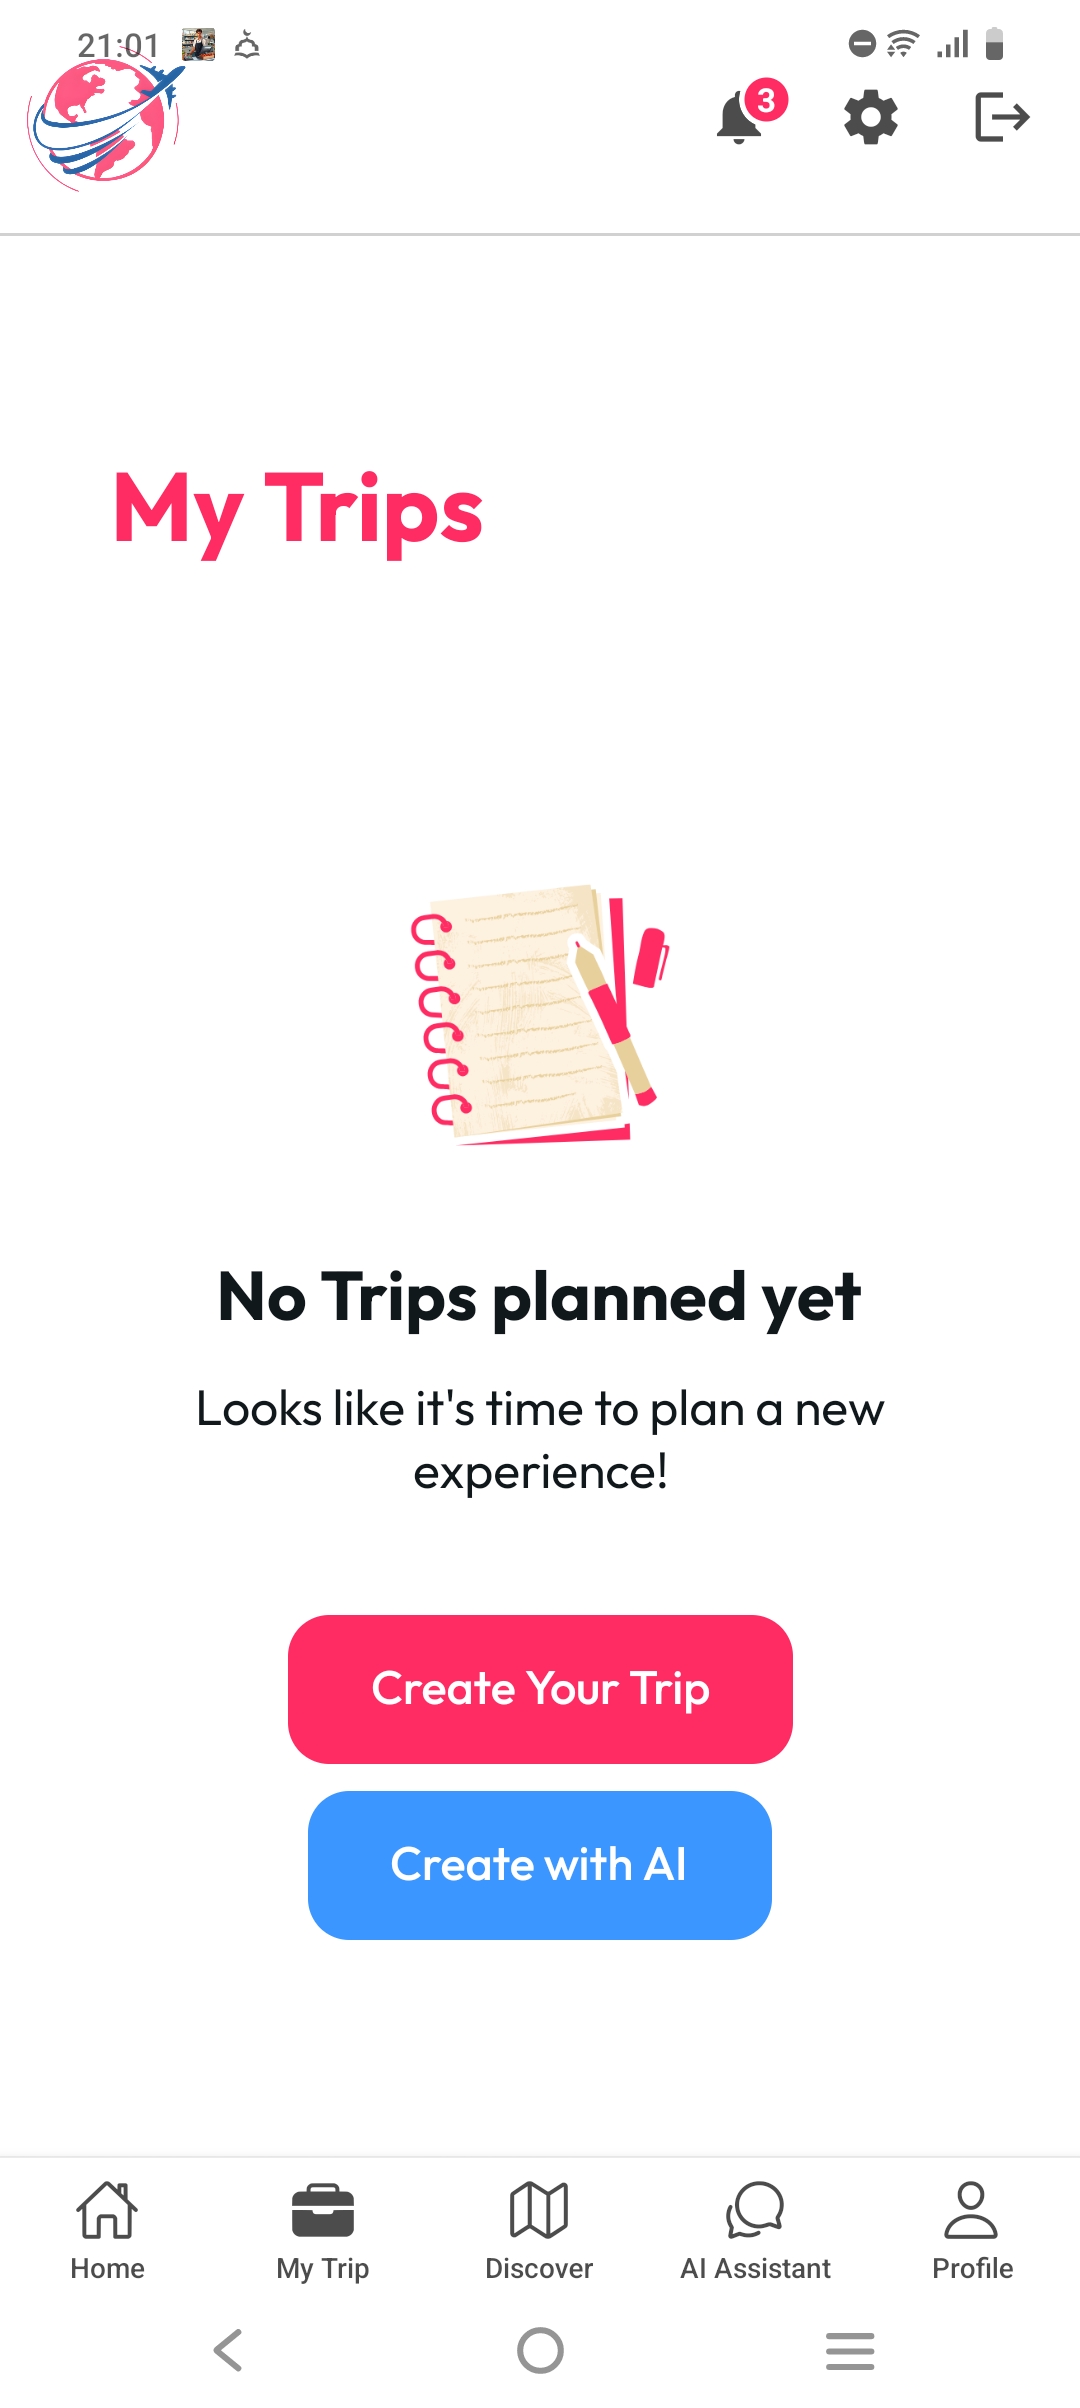 21:01
3
My Trips
No Trips planned yet
Looks like it's time to plan a new
experience!
Create Your Trip
Create with AI
Home
My Trip
Discover
AI Assistant
Profile